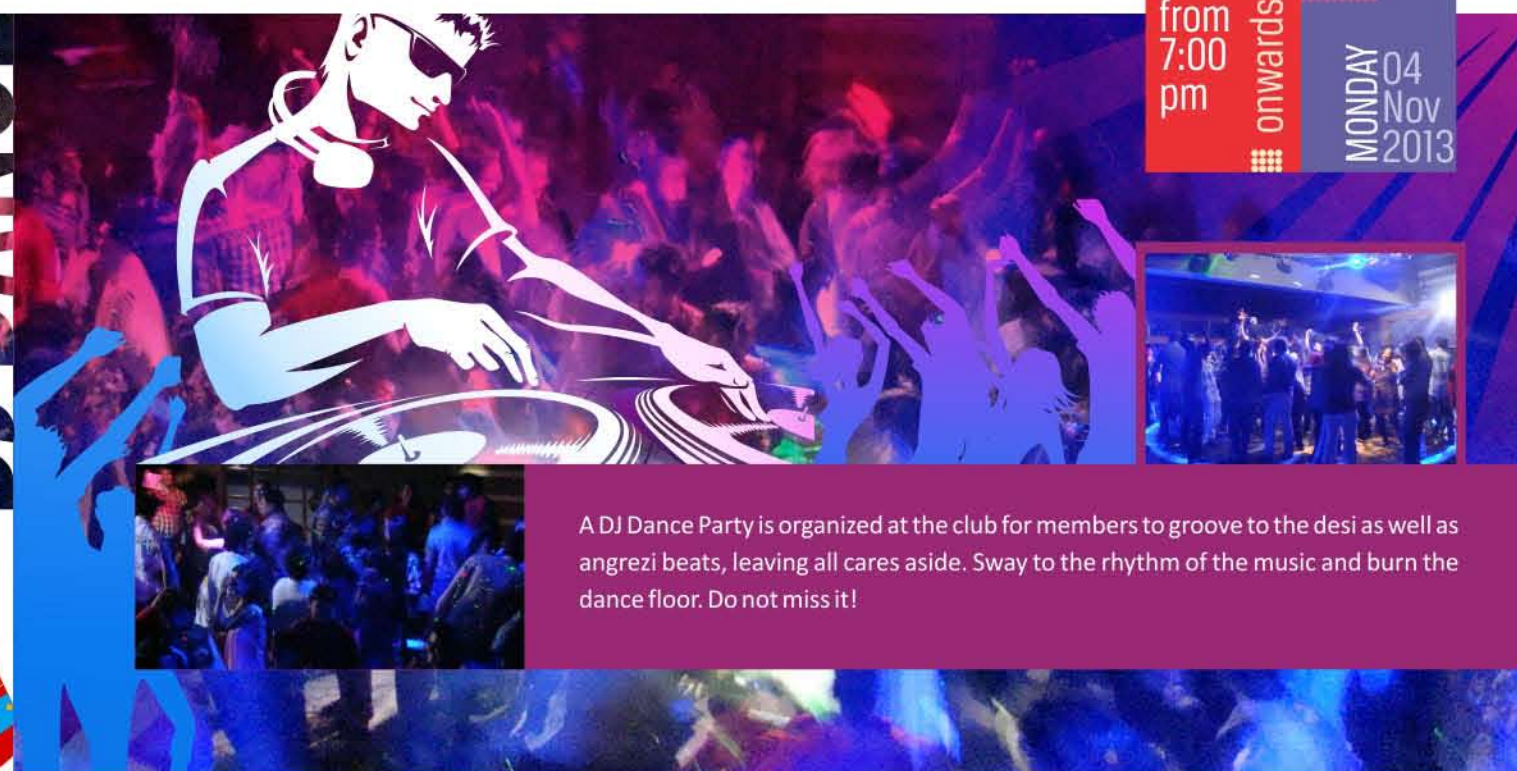 from
7:00
pm
onwards
MONDAY
04
Nov
2013
A DJ Dance Party is organized at the club for members to groove to the desi as well as
angrezi beats, leaving all cares aside. Sway to the rhythm of the music and burn the
dance floor. Do not miss it!